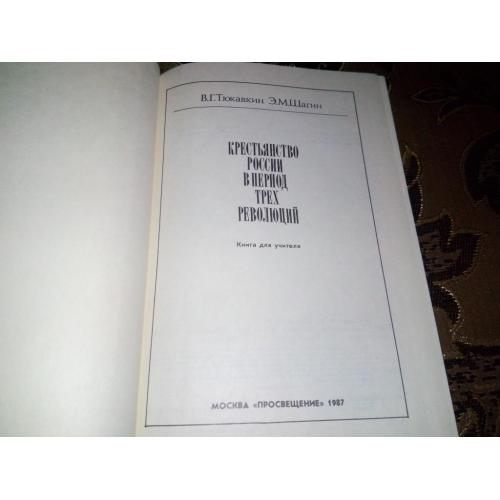 В.Г.Тюкавкин Э.М.Щагин
КРЕСТЬЯНСТВО
РОССИИ
В ПЕРИОД
ТРЕХ
РЕВОЛЮЦИЙ
Книга для учителя
МОСКВА «ПРОСВЕЩЕНИЕ» 1987